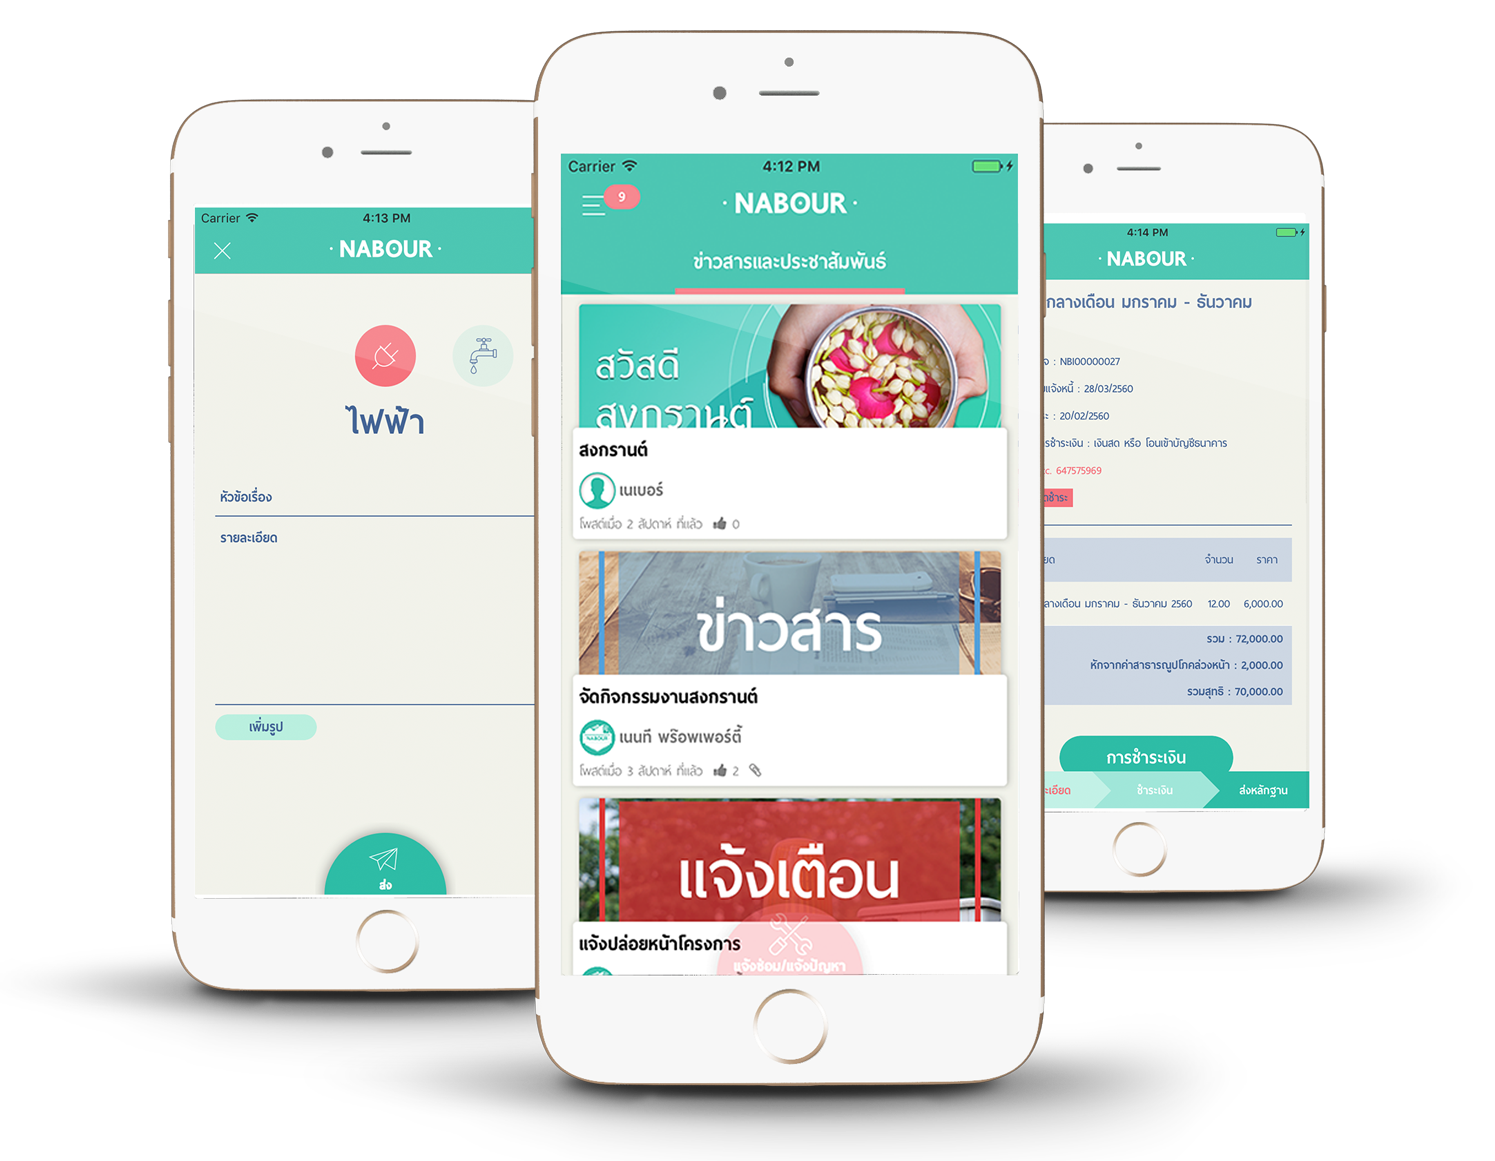 Carrier
4:13 PM
· NABOUR ·
ไฟฟ้า
หัวข้อเรื่อง
รายละเอียด
เพิ่มรูป
ส่ง
Carrier
4:12 PM
9
· NABOUR ·
ข่าวสารและประชาสัมพันธ์
สวัสดี
สงกรานต์
สงกรานต์
เนเบอร์
โพสต์เมื่อ 2 สัปดาห์ ที่แล้ว 0
ข่าวสาร
จัดกิจกรรมงานสงกรานต์
เนนที พร๊อพเพอร์ตี้
โพสต์เมื่อ 3 สัปดาห์ ที่แล้ว 2
แจ้งเตือน
แจ้งปล่อยหน้าโครงการ
แจ้งซ่อม/แจ้งปัญหา
4:14 PM
· NABOUR ·
กลางเดือน มกราคม - ธันวาคม
: NBI00000027
แจ้งหนี้ : 28/03/2560
: 20/02/2560
รชำระเงิน : เงินสด หรือ โอนเข้าบัญชีธนาคาร
c. 647575969
ชำระ
ยด จำนวน ราคา
ลางเดือน มกราคม - ธันวาคม 2560 12.00 6,000.00
รวม : 72,000.00
หักจากค่าสาธารณูปโภคล่วงหน้า : 2,000.00
รวมสุทธิ : 70,000.00
การชำระเงิน
ะเอียด ชำระเงิน ส่งหลักฐาน